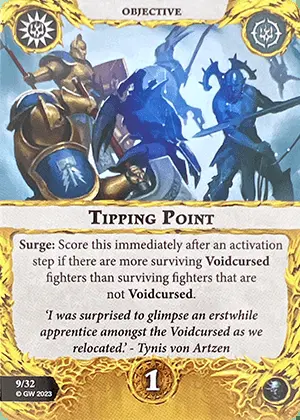 OBJECTIVE
TIPPING POINT
Surge: Score this immediately after an activation
step if there are more surviving Voidcursed
fighters than surviving fighters that are
not Voidcursed.
‘I was surprised to glimpse an erstwhile
apprentice amongst the Voidcursed as we
relocated.’ - Tynis von Artzen
9/32
© GW 2023
1